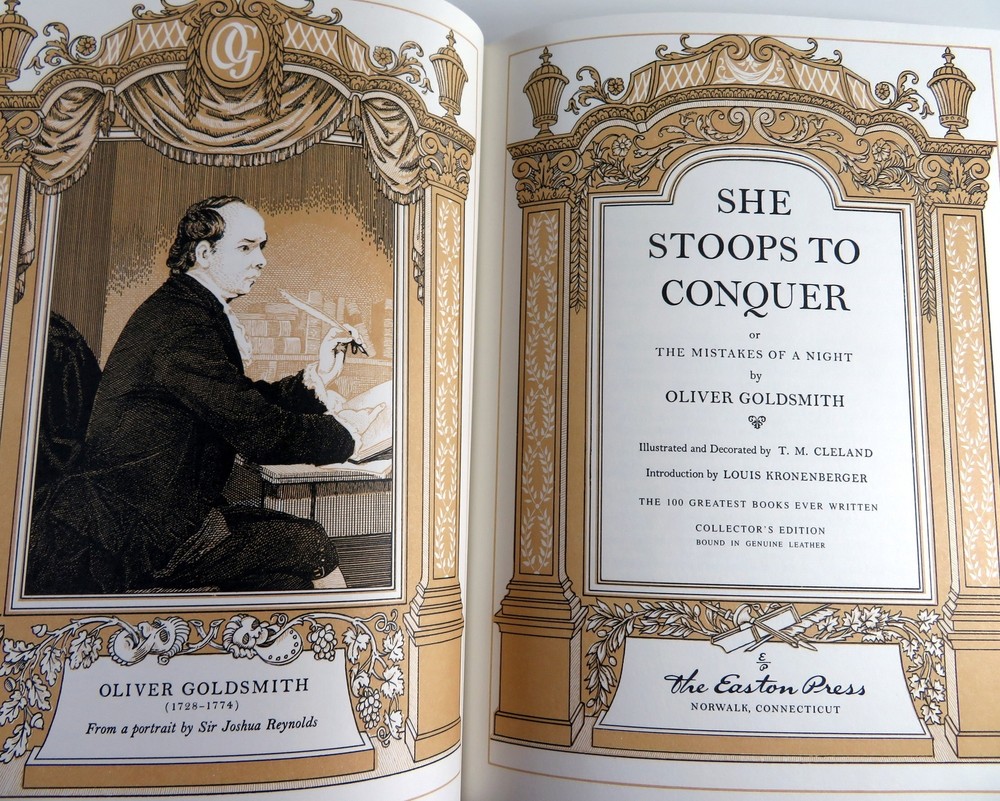 OG
OLIVER GOLDSMITH
(1728-1774)
From a portrait by Sir Joshua Reynolds
SHE
STOOPS TO
CONQUER
or
THE MISTAKES OF A NIGHT
by
OLIVER GOLDSMITH
Illustrated and Decorated by T. M. CLELAND
Introduction by LOUIS KRONENBERGER
THE 100 GREATEST BOOKS EVER WRITTEN
COLLECTOR'S EDITION
BOUND IN GENUINE LEATHER
E/P
The Easton Press
NORWALK, CONNECTICUT